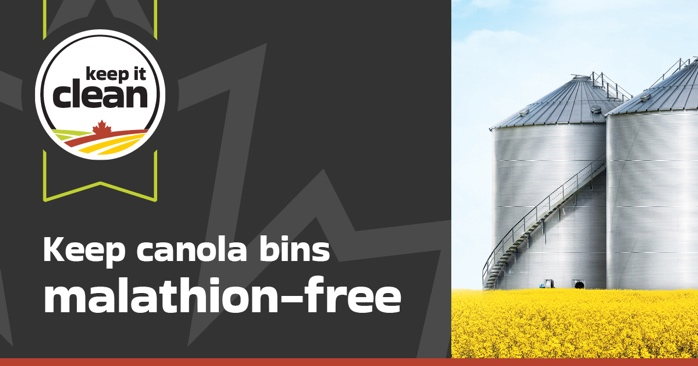 keep it
clean
Keep canola bins
malathion-free